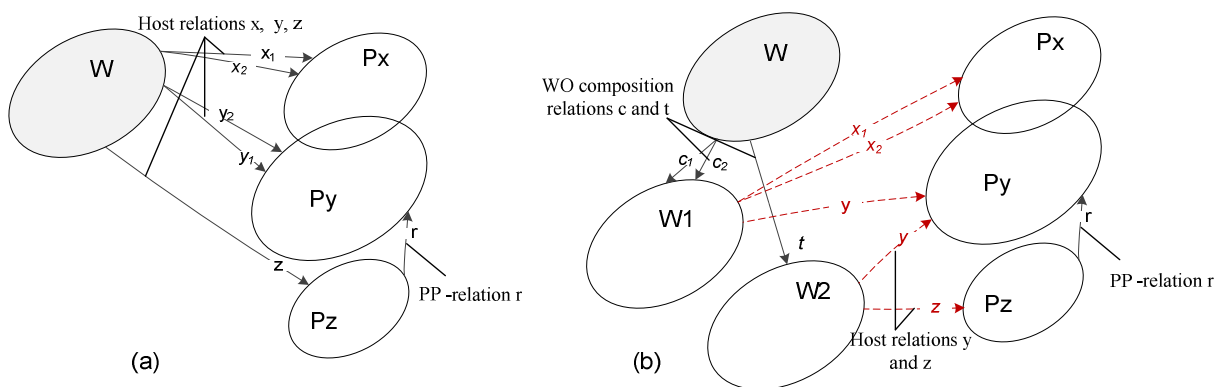 Host relations x, y, z
W
x1
x2
Px
y2
y1
Py
z
r
Pz
PP -relation r
(a)
W
WO composition
relations c and t
c1
c2
W1
t
W2
x1
x2
y
y
z
Px
Py
r
Pz
PP -relation r
Host relations y
and z
(b)